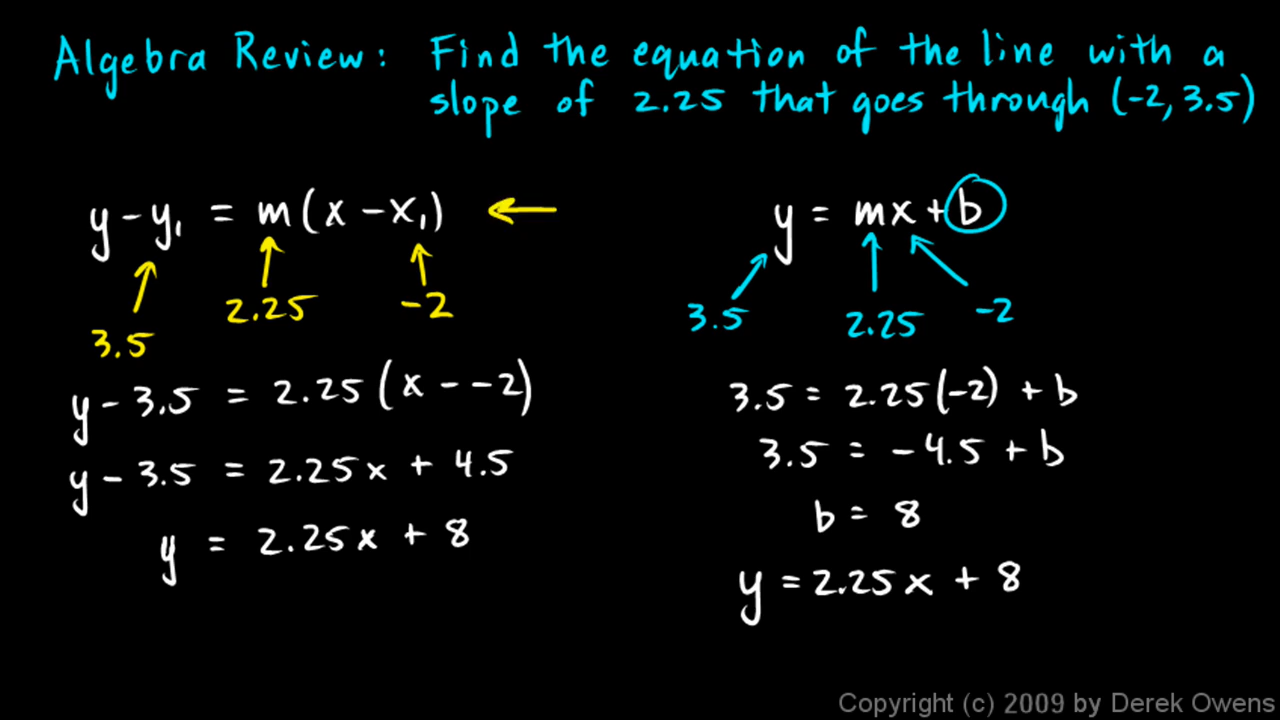 Algebra Review: Find the equation of the line with a
slope of 2.25 that goes through (-2, 3.5)
y - y₁ = m(x - x₁) ←
3.5
2.25
-2
y - 3.5 = 2.25(x - -2)
y - 3.5 = 2.25x + 4.5
y = 2.25x + 8
y = mx + b
3.5
2.25
-2
3.5 = 2.25(-2) + b
3.5 = -4.5 + b
b = 8
y = 2.25x + 8
Copyright (c) 2009 by Derek Owens